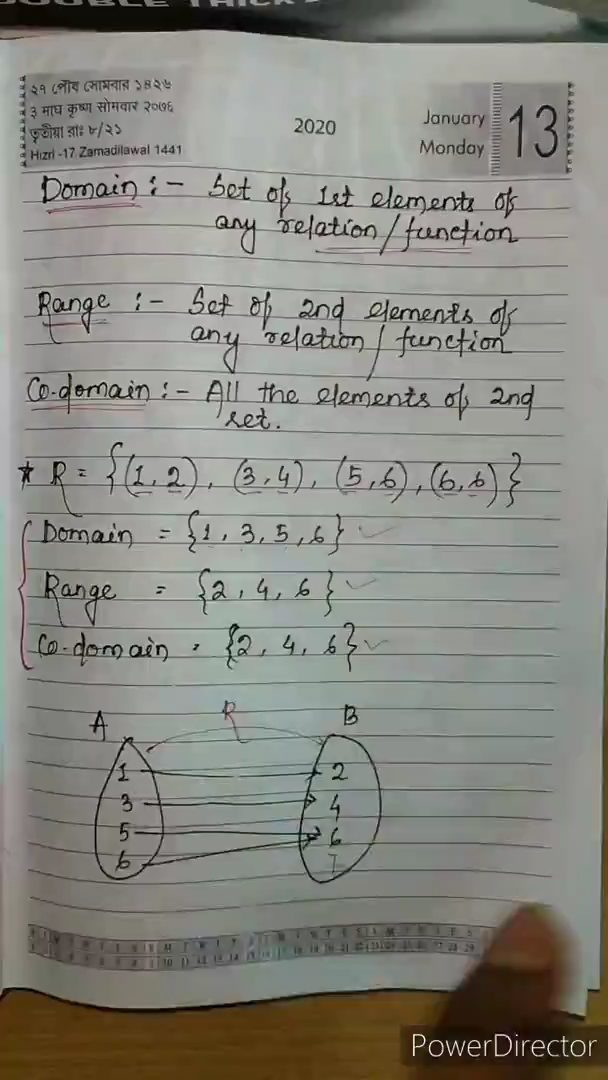 DOUBLE THICK
২৭ পৌষ সোমবার ১৪২৬
৩ মাঘ কৃষ্ণ সোমবার ২০৭৬
তৃতীয়া রাঃ ৮/২১
Hizri -17 Zamadilawal 1441
2020
January
Monday
13
Domain :- Set of 1st elements of
any relation/function
Range :- Set of 2nd elements of
any relation/function
Co-domain :- All the elements of 2nd
set.
* R = {(1, 2), (3, 4), (5, 6), (6, 6)}
Domain = {1, 3, 5, 6}
Range = {2, 4, 6}
Co-domain = {2, 4, 6}
A R B
1 2
3 4
5 6
6 7
PowerDirector